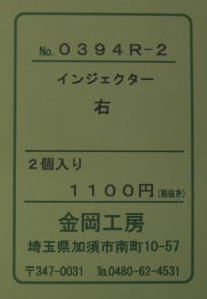 No. 0394R-2
インジェクター
右
2個入り
1100円(税抜き)
金岡工房
埼玉県加須市南町10-57
〒347-0031 ℡0480-62-4531